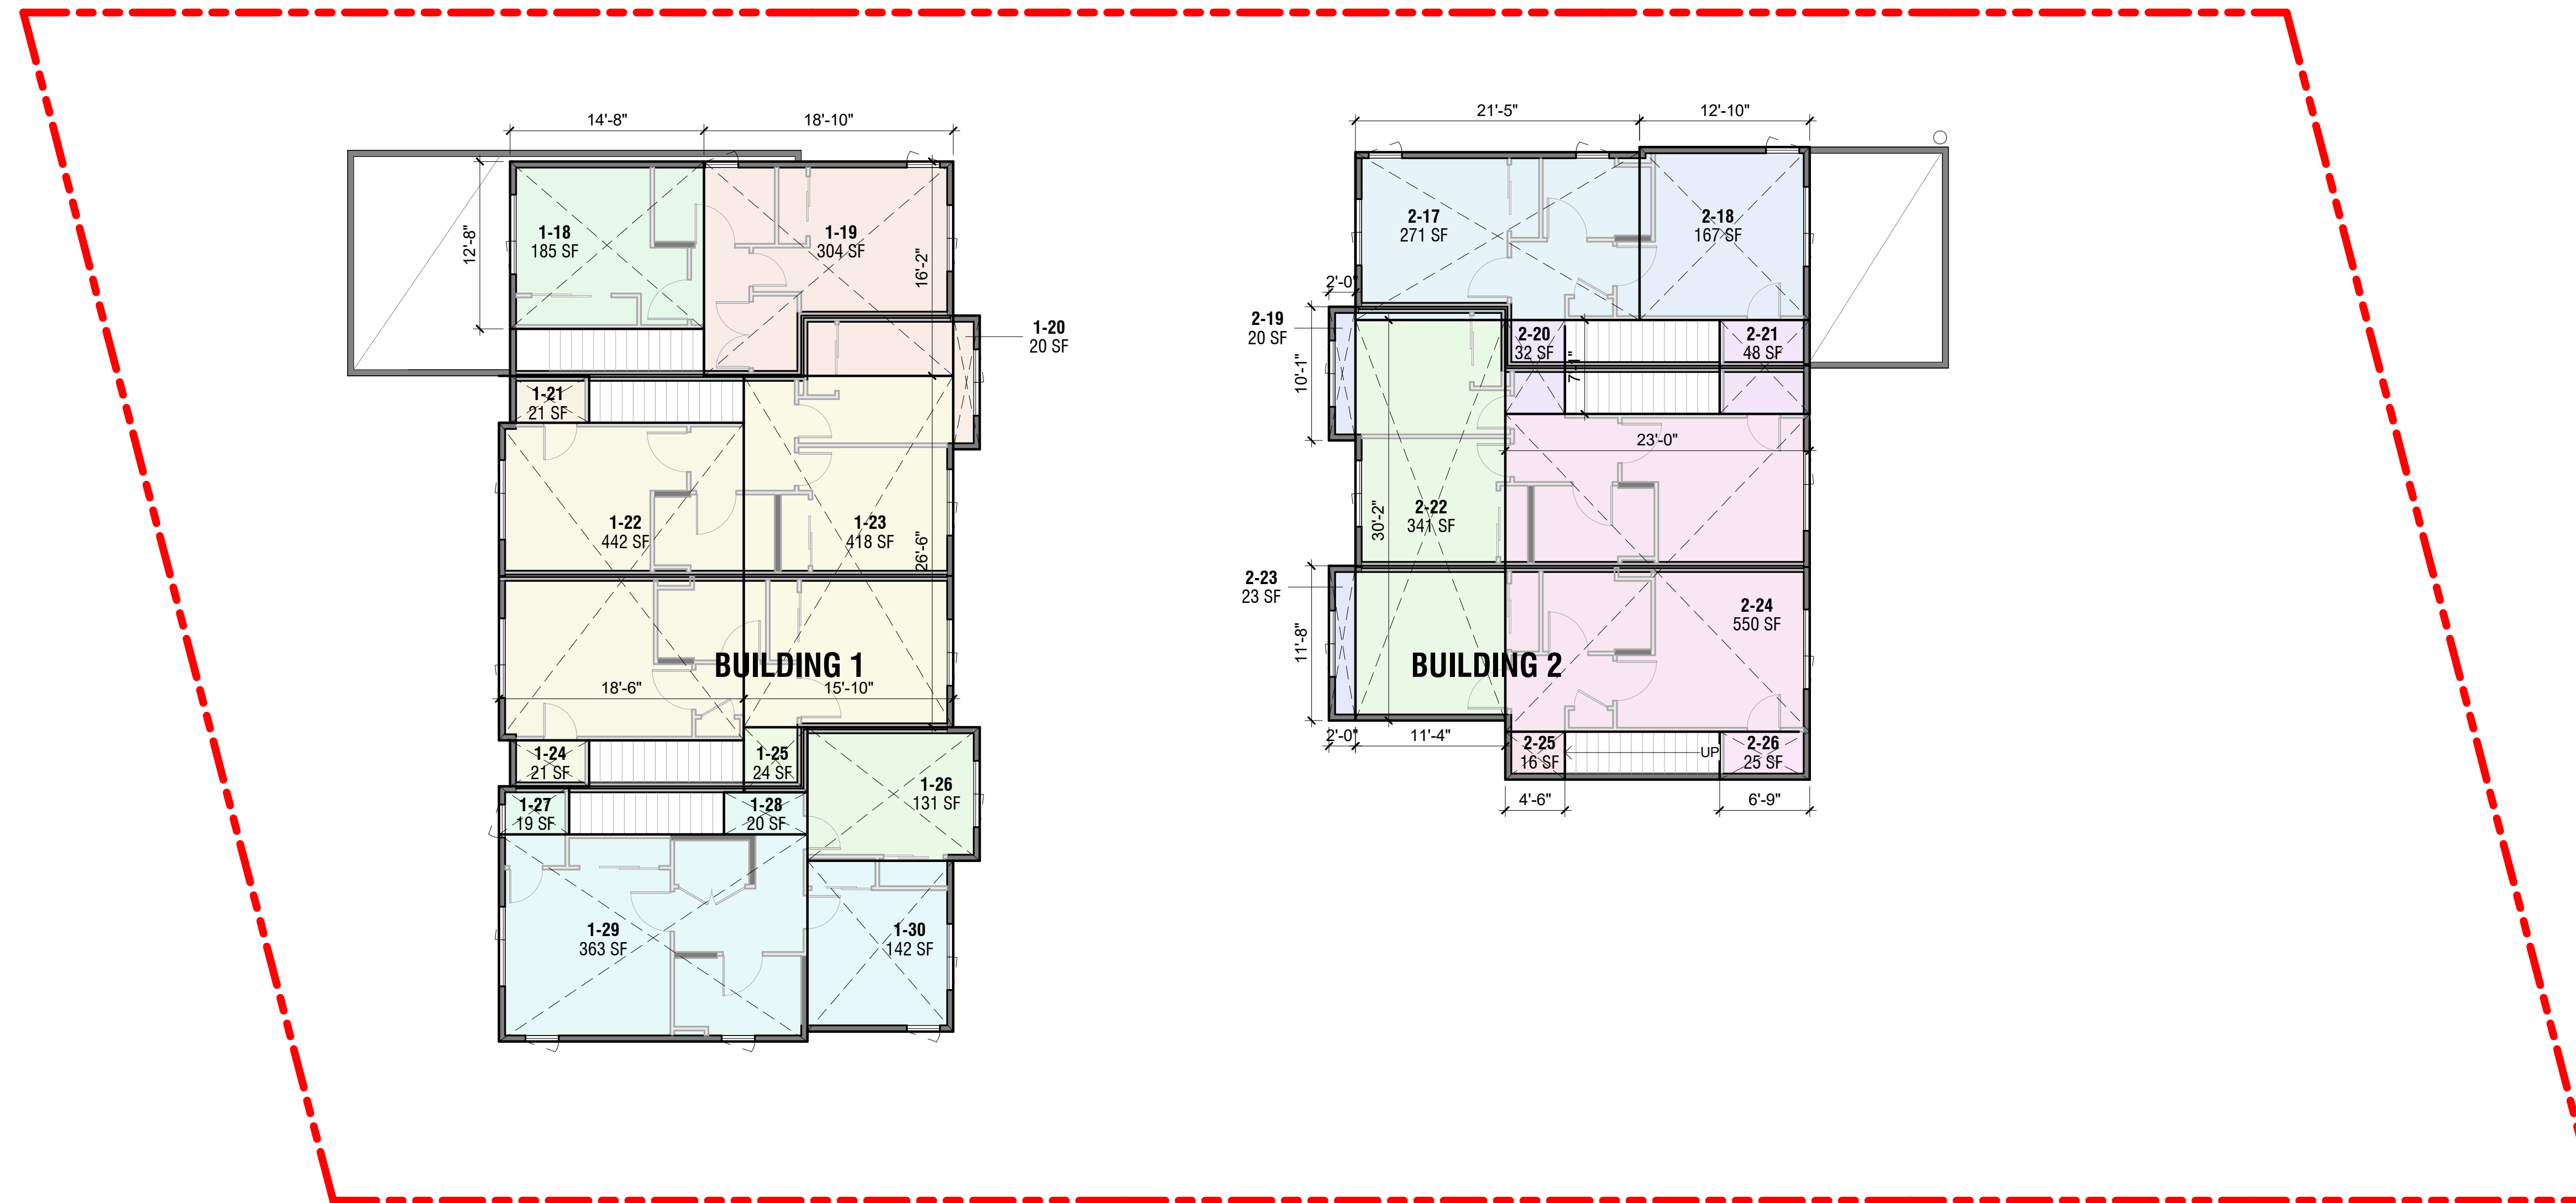 14'-8"
18'-10"
12'-8"
1-18
185 SF
1-19
304 SF
16'-2"
1-20
20 SF
1-21
21 SF
1-22
442 SF
1-23
418 SF
26'-6"
BUILDING 1
18'-6"
15'-10"
1-24
21 SF
1-25
24 SF
1-26
131 SF
1-27
19 SF
1-28
20 SF
1-29
363 SF
1-30
142 SF
21'-5"
12'-10"
2-17
271 SF
2-18
167 SF
2'-0"
2-19
20 SF
10'-1"
2-20
32 SF
7'-1"
2-21
48 SF
23'-0"
2-22
341 SF
30'-2"
2-23
23 SF
11'-8"
2-24
550 SF
BUILDING 2
2'-0"
11'-4"
2-25
16 SF
UP
2-26
25 SF
4'-6"
6'-9"